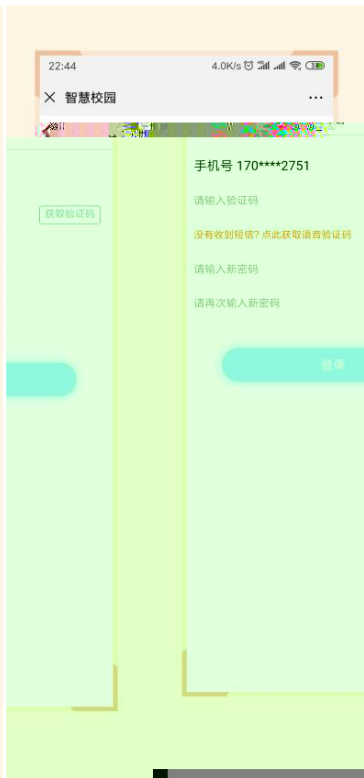 22:44
4.0K/s
智慧校园
手机号 170****2751
请输入验证码
获取验证码
没有收到短信?点此获取语音验证码
请输入新密码
请再次输入新密码
登录